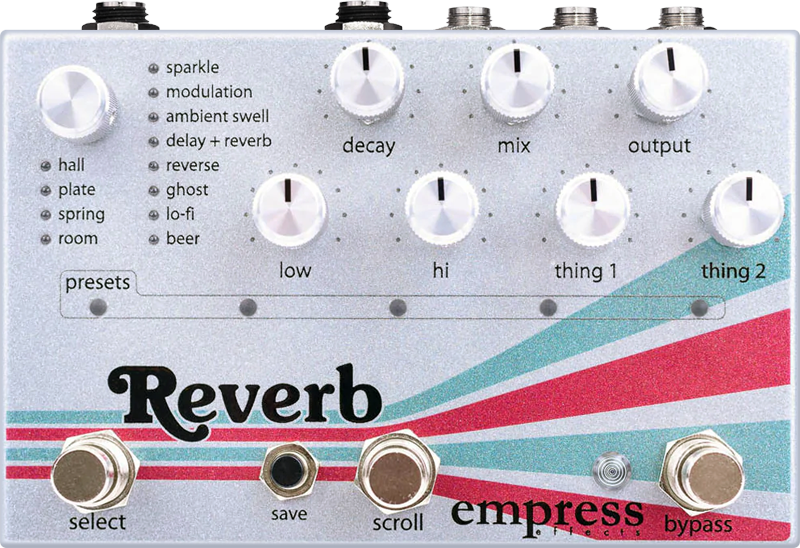 sparkle
modulation
ambient swell
delay + reverb
hall
reverse
plate
ghost
spring
lo-fi
room
beer
decay
mix
output
low
hi
thing 1
thing 2
presets
Reverb
select
save
scroll
empress
effects
bypass